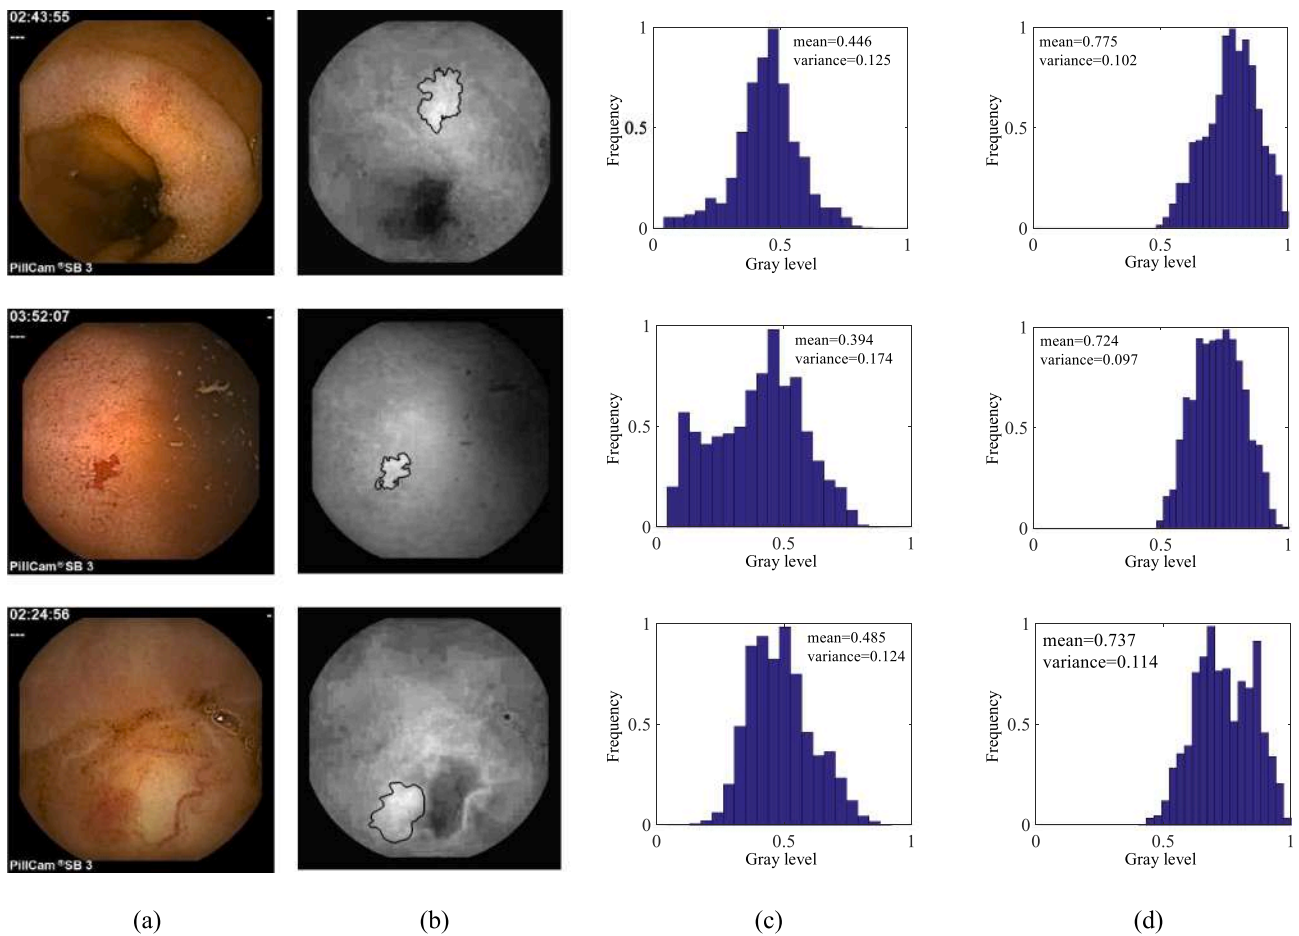 02:43:55
-
---
PillCam®SB 3
Frequency
1
0.5
0
mean=0.446
variance=0.125
0
0.5
1
Gray level
Frequency
1
0.5
0
mean=0.775
variance=0.102
0
0.5
1
Gray level
03:52:07
-
---
PillCam®SB 3
Frequency
1
0.5
0
mean=0.394
variance=0.174
0
0.5
1
Gray level
Frequency
1
0.5
0
mean=0.724
variance=0.097
0
0.5
1
Gray level
02:24:56
-
---
PillCam®SB 3
Frequency
1
0.5
0
mean=0.485
variance=0.124
0
0.5
1
Gray level
Frequency
1
0.5
0
mean=0.737
variance=0.114
0
0.5
1
Gray level
(a)
(b)
(c)
(d)